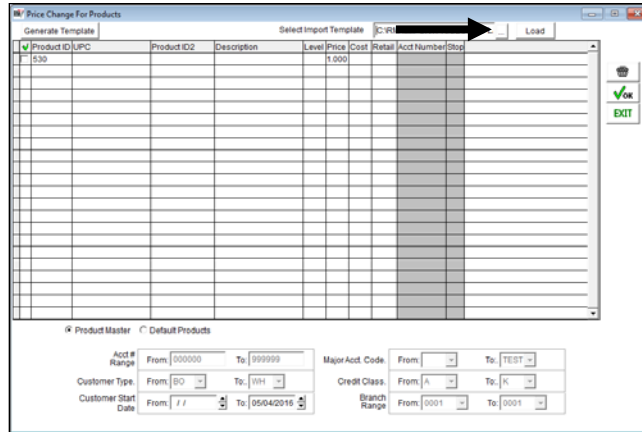 Price Change For Products
Generate Template Select Import Template ... Load
Product ID UPC Product ID2 Description Level Price Cost Retail Acct Number Stop
530 1.000
OK
EXIT
Product Master Default Products
Acct # Range From: 000000 To: 999999 Major Acct. Code. From: To:. TEST
Customer Type. From: BO To:. WH Credit Class. From: A To:. K
Customer Start Date From: / / To: 05/04/2016 Branch Range From: 0001 To: 0001